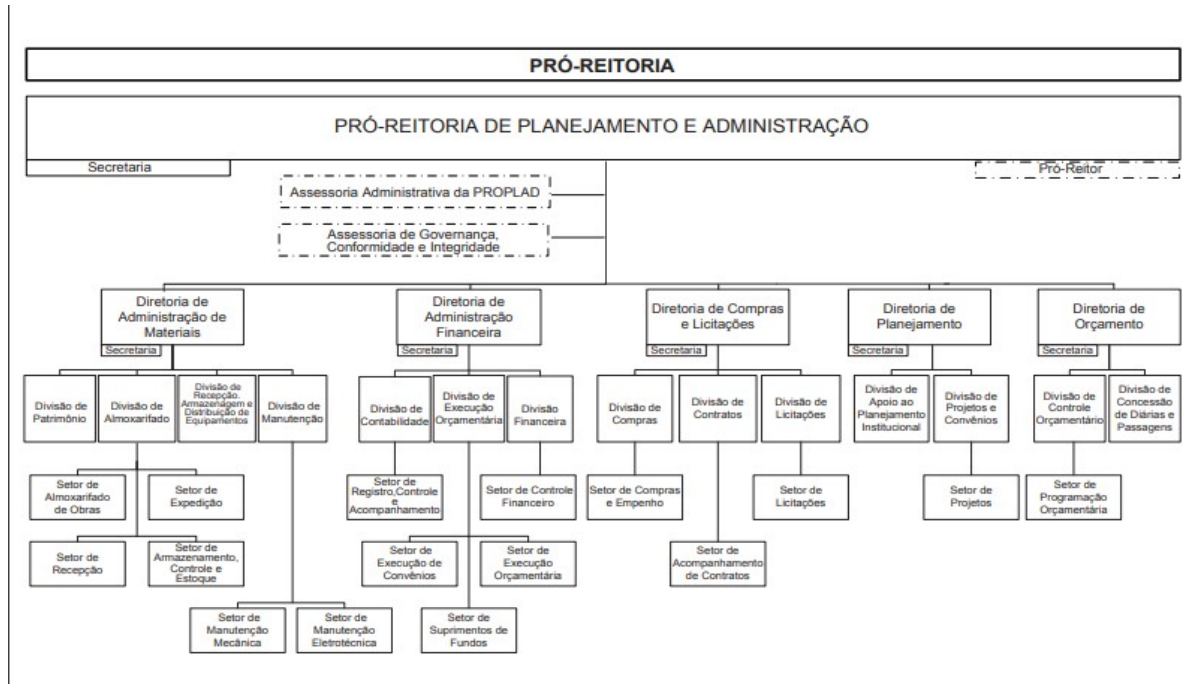 PRÓ-REITORIA
PRÓ-REITORIA DE PLANEJAMENTO E ADMINISTRAÇÃO
Secretaria
Pró-Reitor
Assessoria Administrativa da PROPLAD
Assessoria de Governança,
Conformidade e Integridade
Diretoria de
Administração de
Materiais
Secretaria
Diretoria de
Administração
Financeira
Secretaria
Diretoria de Compras
e Licitações
Secretaria
Diretoria de
Planejamento
Secretaria
Diretoria de
Orçamento
Secretaria
Divisão de
Patrimônio
Divisão de
Almoxarifado
Divisão de
Recepção.
Armazenagem e
Distribuição de
Equipamentos
Divisão de
Manutenção
Divisão de
Contabilidade
Divisão de
Execução
Orçamentária
Divisão
Financeira
Divisão de
Compras
Divisão de
Contratos
Divisão de
Licitações
Divisão de
Apoio ao
Planejamento
Institucional
Divisão de
Projetos e
Convênios
Divisão de
Controle
Orçamentário
Divisão de
Concessão
de Diárias e
Passagens
Setor de
Almoxarifado
de Obras
Setor de
Expedição
Setor de
Registro,Controle
e
Acompanhamento
Setor de Controle
Financeiro
Setor de Compras
e Empenho
Setor de
Licitações
Setor de
Projetos
Setor de
Programação
Orçamentária
Setor de
Recepção
Setor de
Armazenamento,
Controle e
Estoque
Setor de
Execução de
Convênios
Setor de
Execução
Orçamentária
Setor de
Acompanhamento
de Contratos
Setor de
Manutenção
Mecânica
Setor de
Manutenção
Eletrotécnica
Setor de
Suprimentos de
Fundos